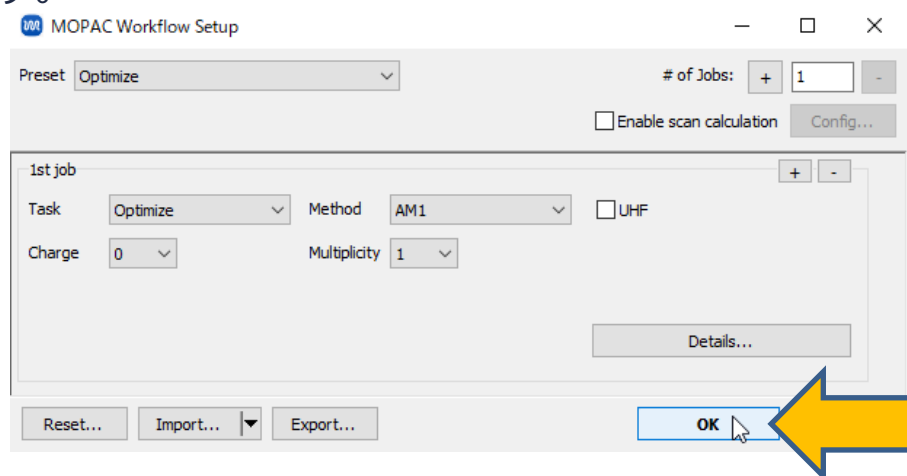 MOPAC Workflow Setup
Preset Optimize # of Jobs: + 1 -
Enable scan calculation Config...
1st job + -
Task Optimize Method AM1 UHF
Charge 0 Multiplicity 1
Details...
Reset... Import... Export... OK